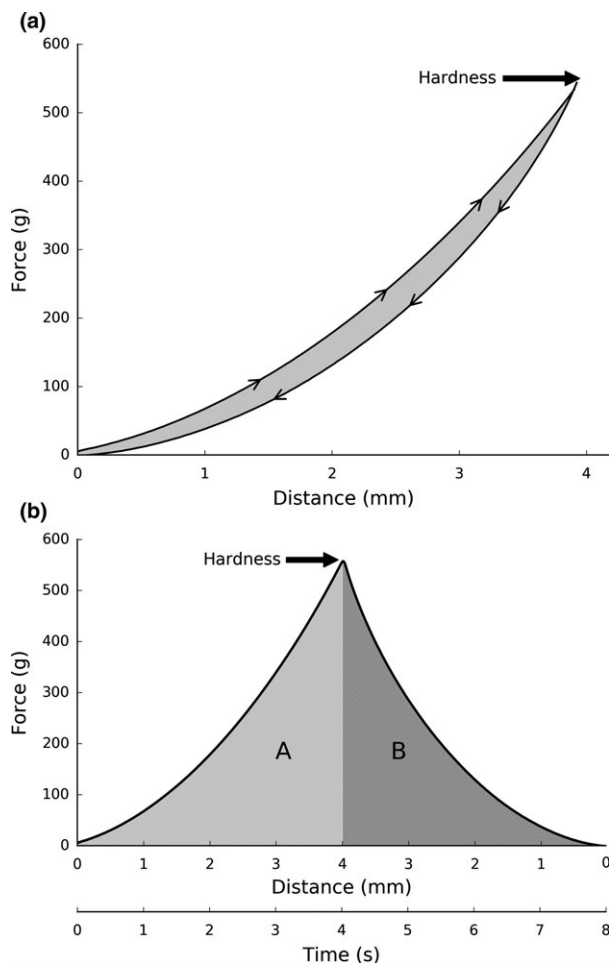 (a)
600
500
400
300
200
100
0
Force (g)
Hardness
0 1 2 3 4
Distance (mm)
(b)
600
500
400
300
200
100
0
Force (g)
Hardness
A B
0 1 2 3 4 3 2 1 0
Distance (mm)
0 1 2 3 4 5 6 7 8
Time (s)